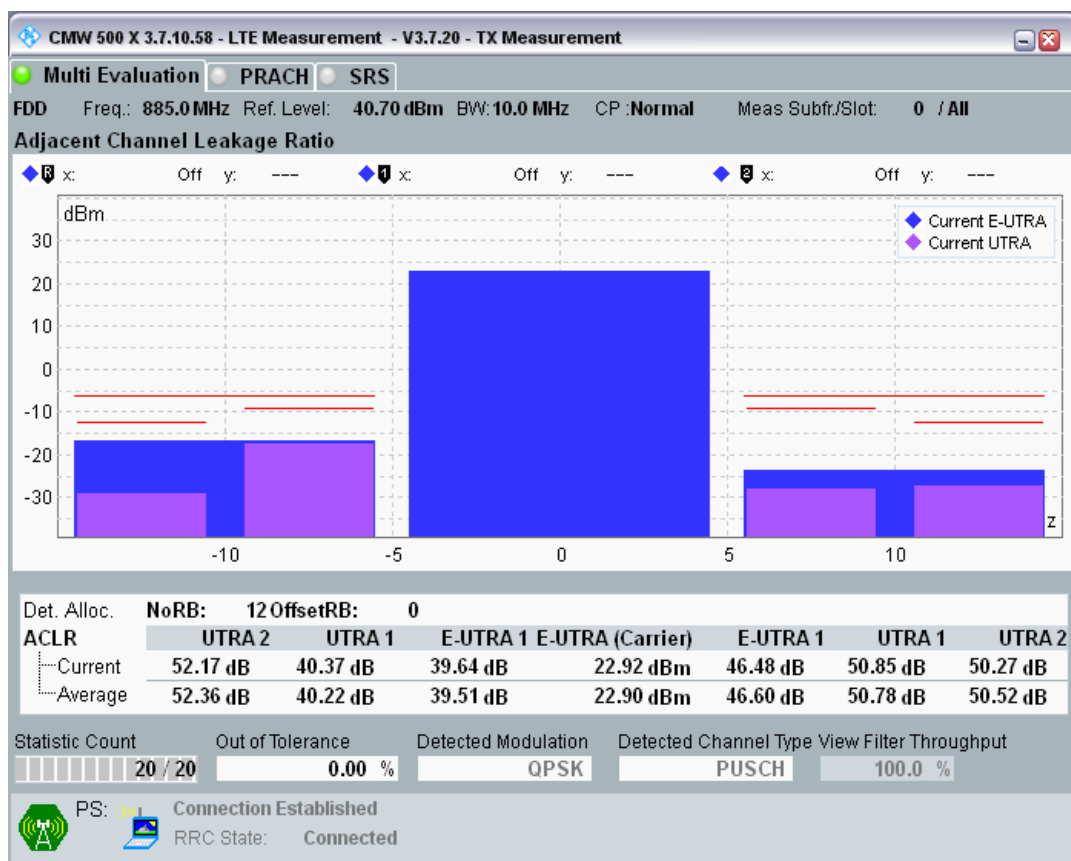 CMW 500 X 3.7.10.58 - LTE Measurement - V3.7.20 - TX Measurement
Multi Evaluation PRACH SRS
FDD Freq.: 885.0 MHz Ref. Level: 40.70 dBm BW: 10.0 MHz CP : Normal Meas Subfr./Slot: 0 / All
Adjacent Channel Leakage Ratio
R x: Off y: --- 1 x: Off y: --- 2 x: Off y: ---
dBm
Current E-UTRA
Current UTRA
30
20
10
0
-10
-20
-30
z
-10 -5 0 5 10
Det. Alloc. NoRB: 12 OffsetRB: 0
ACLR UTRA 2 UTRA 1 E-UTRA 1 E-UTRA (Carrier) E-UTRA 1 UTRA 1 UTRA 2
Current 52.17 dB 40.37 dB 39.64 dB 22.92 dBm 46.48 dB 50.85 dB 50.27 dB
Average 52.36 dB 40.22 dB 39.51 dB 22.90 dBm 46.60 dB 50.78 dB 50.52 dB
Statistic Count Out of Tolerance Detected Modulation Detected Channel Type View Filter Throughput
20 / 20 0.00 % QPSK PUSCH 100.0 %
PS: Connection Established
RRC State: Connected